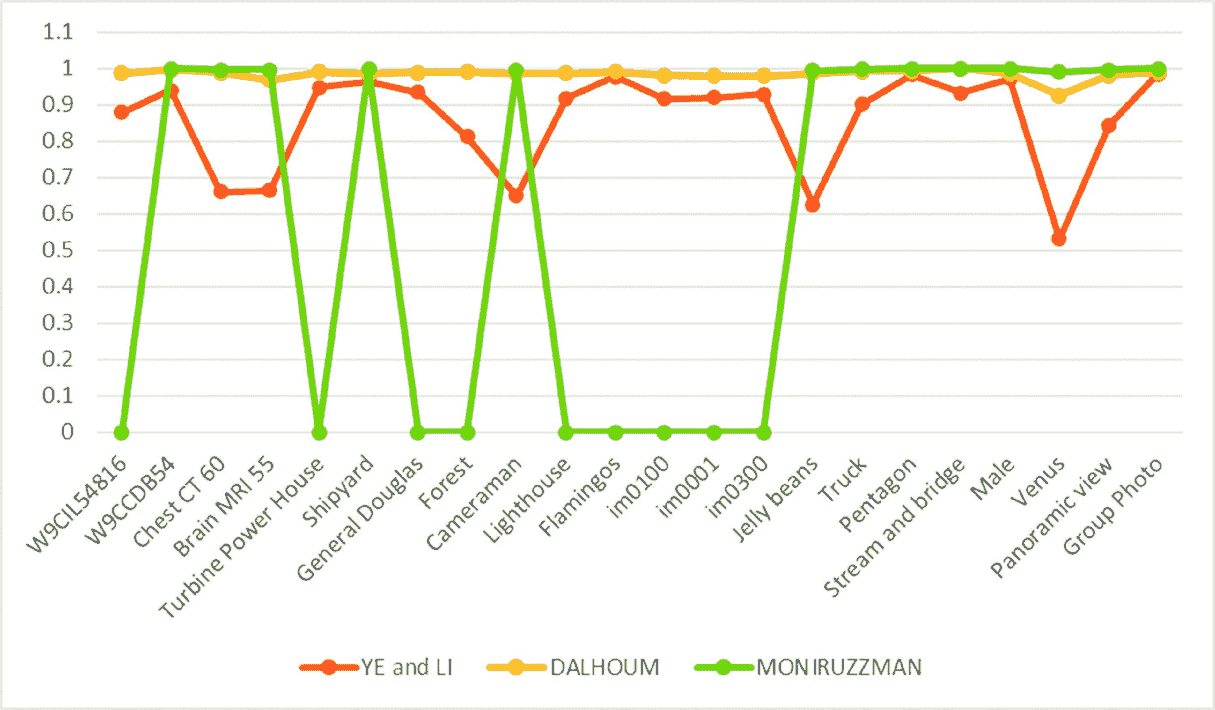 1.1
1
0.9
0.8
0.7
0.6
0.5
0.4
0.3
0.2
0.1
0
W9CIL54816
W9CCDB54
Chest CT 60
Brain MRI 55
Turbine Power House
Shipyard
General Douglas
Forest
Cameraman
Lighthouse
Flamingos
im0100
im0001
im0300
Jelly beans
Truck
Pentagon
Stream and bridge
Male
Venus
Panoramic view
Group Photo
YE and LI
DALHOUM
MONIRUZZMAN